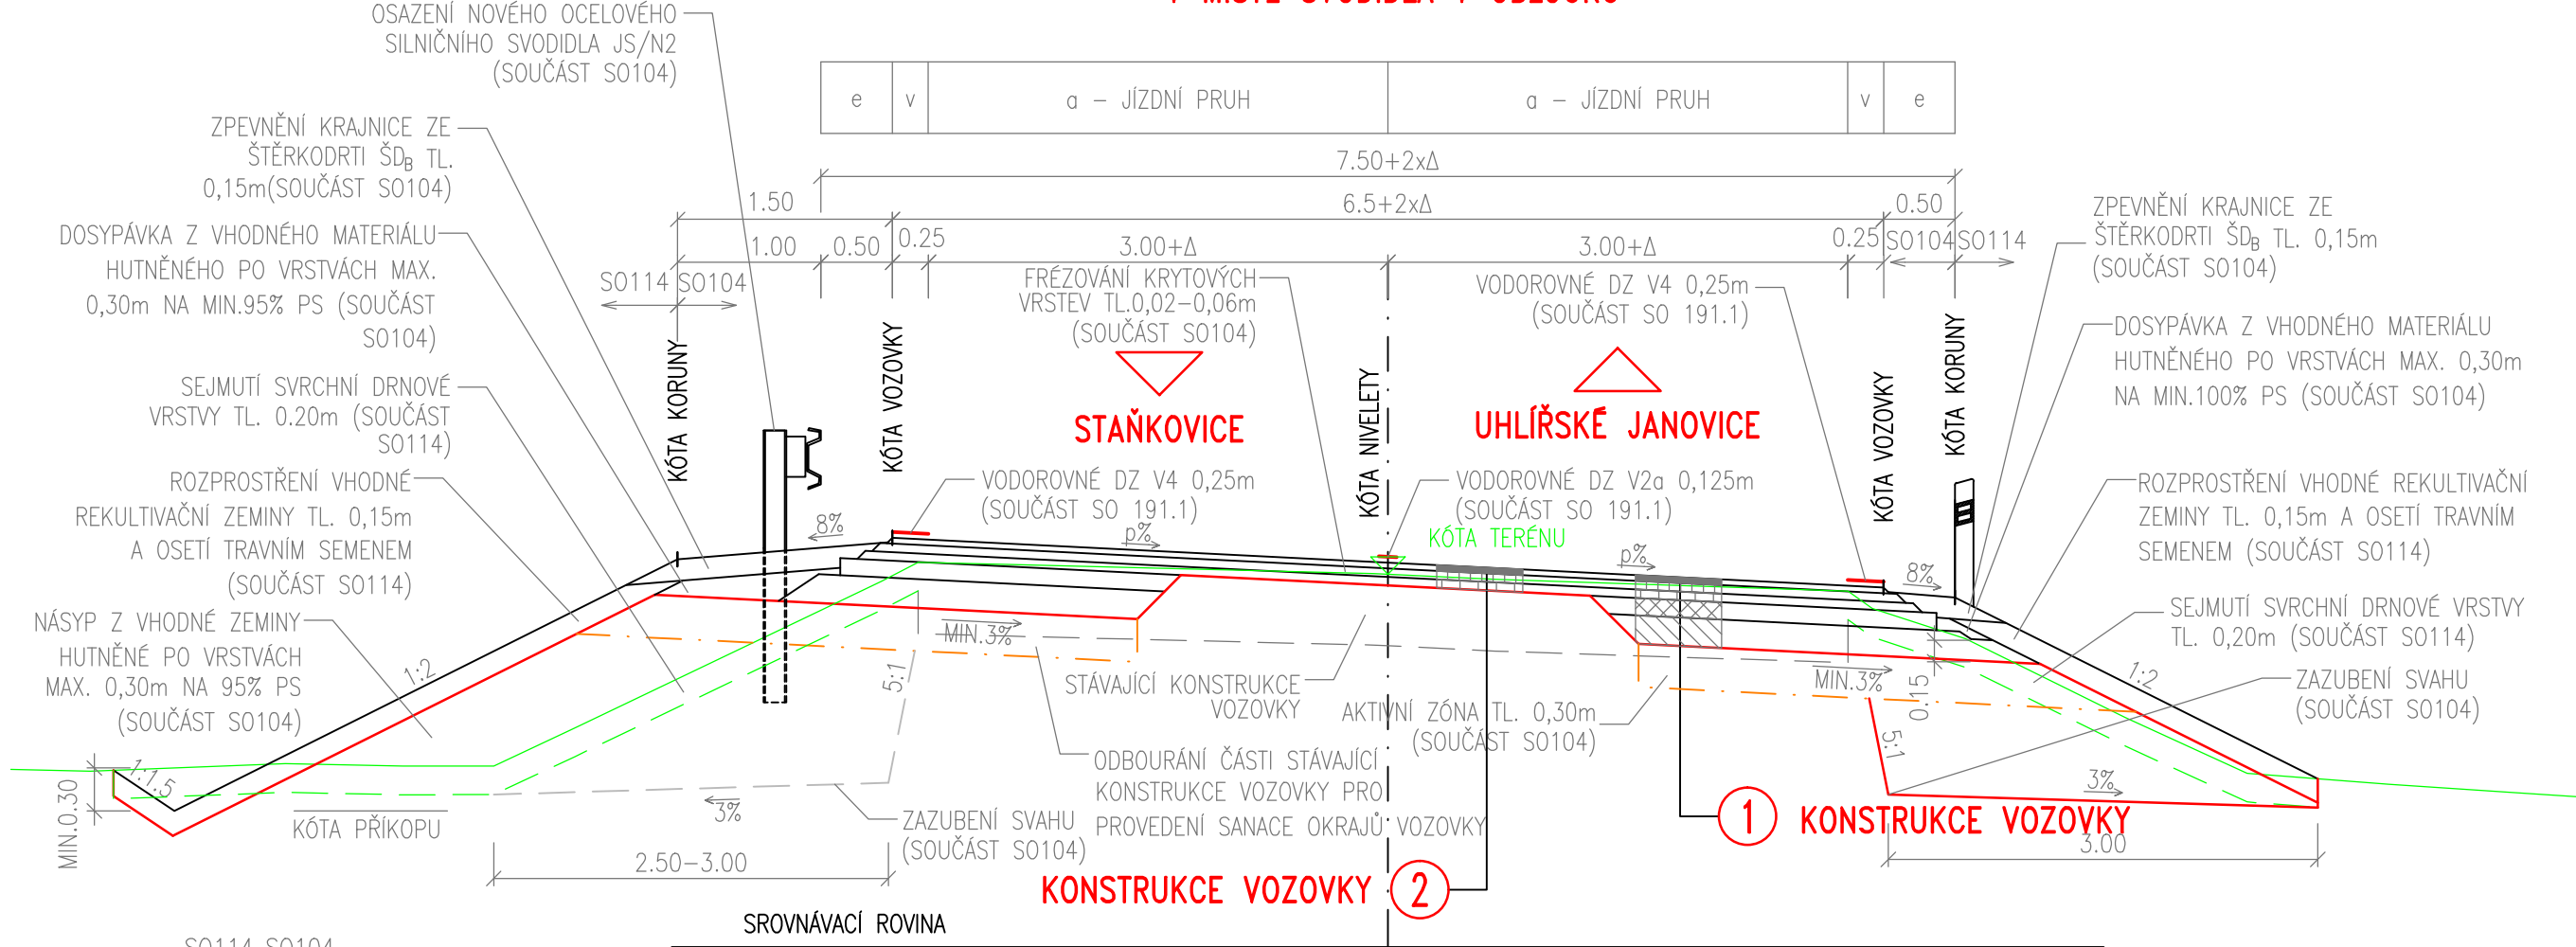 OSAZENÍ NOVÉHO OCELOVÉHO
SILNIČNÍHO SVODIDLA JS/N2
(SOUČÁST SO104)
e
v
a - JÍZDNÍ PRUH
a - JÍZDNÍ PRUH
v
e
ZPEVNĚNÍ KRAJNICE ZE
ŠTĚRKODRTI ŠDB TL.
0,15m(SOUČÁST SO104)
7.50+2xΔ
1.50
6.5+2xΔ
0.50
1.00
0.50
0.25
3.00+Δ
3.00+Δ
0.25
SO104
SO114
SO114
SO104
DOSYPÁVKA Z VHODNÉHO MATERIÁLU
HUTNĚNÉHO PO VRSTVÁCH MAX.
0,30m NA MIN.95% PS (SOUČÁST
SO104)
FRÉZOVÁNÍ KRYTOVÝCH
VRSTEV TL.0,02-0,06m
(SOUČÁST SO104)
VODOROVNÉ DZ V4 0,25m
(SOUČÁST SO 191.1)
ZPEVNĚNÍ KRAJNICE ZE
ŠTĚRKODRTI ŠDB TL. 0,15m
(SOUČÁST SO104)
DOSYPÁVKA Z VHODNÉHO MATERIÁLU
HUTNĚNÉHO PO VRSTVÁCH MAX. 0,30m
NA MIN.100% PS (SOUČÁST SO104)
SEJMUTÍ SVRCHNÍ DRNOVÉ
VRSTVY TL. 0.20m (SOUČÁST
SO114)
KÓTA KORUNY
KÓTA VOZOVKY
STAŇKOVICE
KÓTA NIVELETY
UHLÍŘSKÉ JANOVICE
KÓTA VOZOVKY
KÓTA KORUNY
ROZPROSTŘENÍ VHODNÉ
REKULTIVAČNÍ ZEMINY TL. 0,15m
A OSETÍ TRAVNÍM SEMENEM
(SOUČÁST SO114)
VODOROVNÉ DZ V4 0,25m
(SOUČÁST SO 191.1)
VODOROVNÉ DZ V2a 0,125m
(SOUČÁST SO 191.1)
KÓTA TERÉNU
ROZPROSTŘENÍ VHODNÉ REKULTIVAČNÍ
ZEMINY TL. 0,15m A OSETÍ TRAVNÍM
SEMENEM (SOUČÁST SO114)
8%
p%
p%
8%
NÁSYP Z VHODNÉ ZEMINY
HUTNĚNÉ PO VRSTVÁCH
MAX. 0,30m NA 95% PS
(SOUČÁST SO104)
SEJMUTÍ SVRCHNÍ DRNOVÉ VRSTVY
TL. 0,20m (SOUČÁST SO114)
1:2
MIN.3%
5:1
STÁVAJÍCÍ KONSTRUKCE
VOZOVKY
AKTIVNÍ ZÓNA TL. 0,30m
(SOUČÁST SO104)
MIN.3%
0.15
1:2
ZAZUBENÍ SVAHU
(SOUČÁST SO104)
5:1
1:1.5
MIN.0.30
KÓTA PŘÍKOPU
3%
ODBOURÁNÍ ČÁSTI STÁVAJÍCÍ
KONSTRUKCE VOZOVKY PRO
PROVEDENÍ SANACE OKRAJŮ VOZOVKY
ZAZUBENÍ SVAHU
(SOUČÁST SO104)
3%
1 KONSTRUKCE VOZOVKY
3.00
2.50-3.00
KONSTRUKCE VOZOVKY 2
SROVNÁVACÍ ROVINA